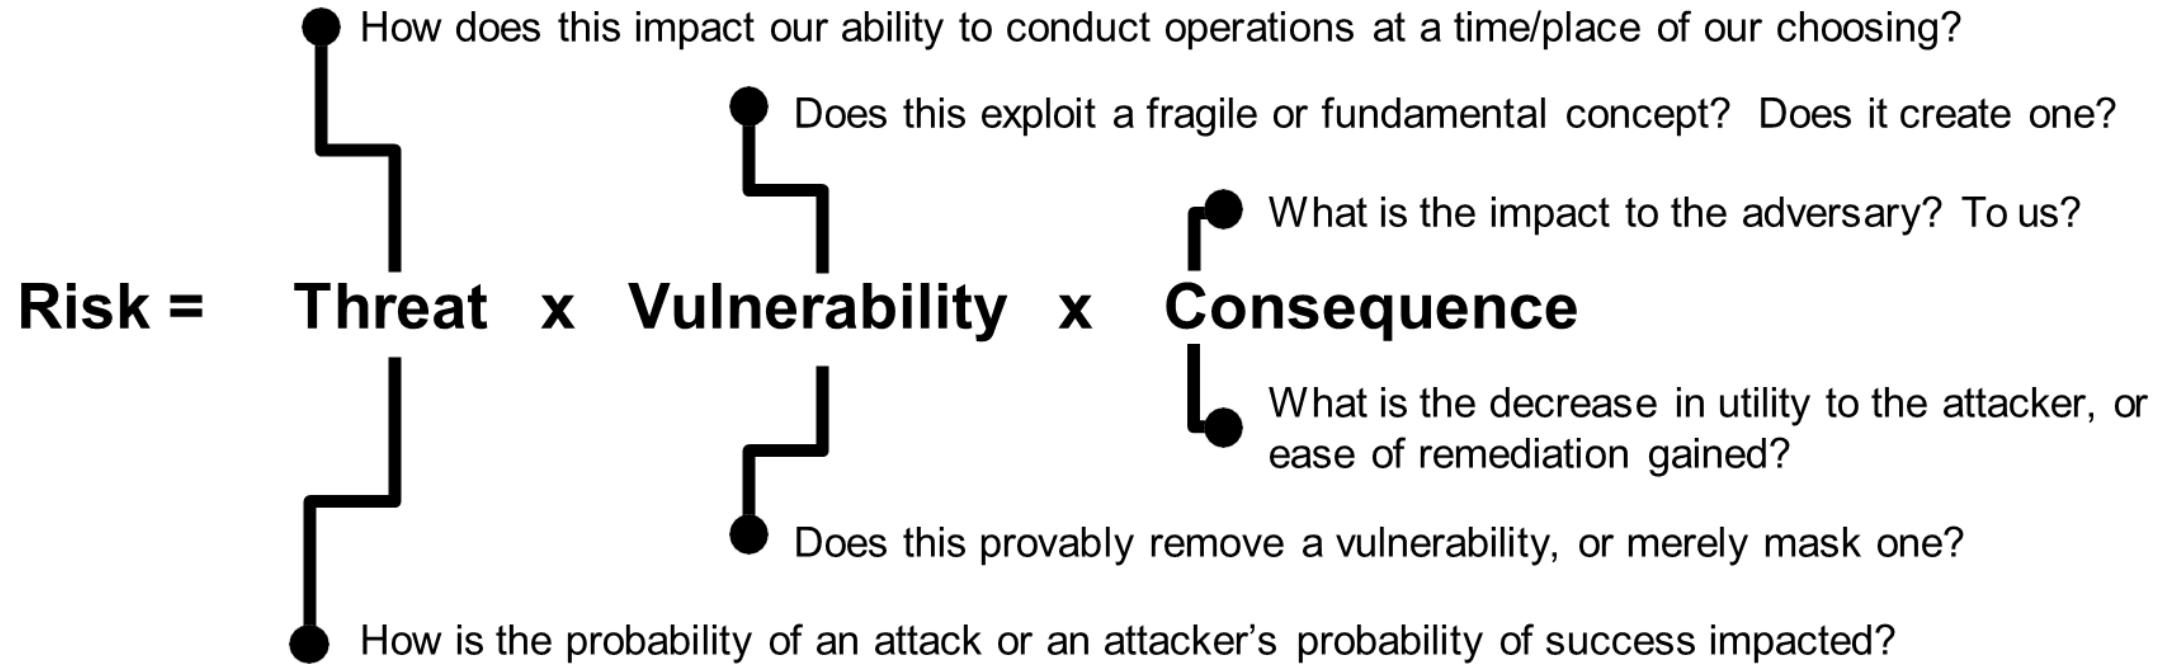 How does this impact our ability to conduct operations at a time/place of our choosing?
Does this exploit a fragile or fundamental concept? Does it create one?
What is the impact to the adversary? To us?
Risk = Threat x Vulnerability x Consequence
What is the decrease in utility to the attacker, or
ease of remediation gained?
Does this provably remove a vulnerability, or merely mask one?
How is the probability of an attack or an attacker’s probability of success impacted?